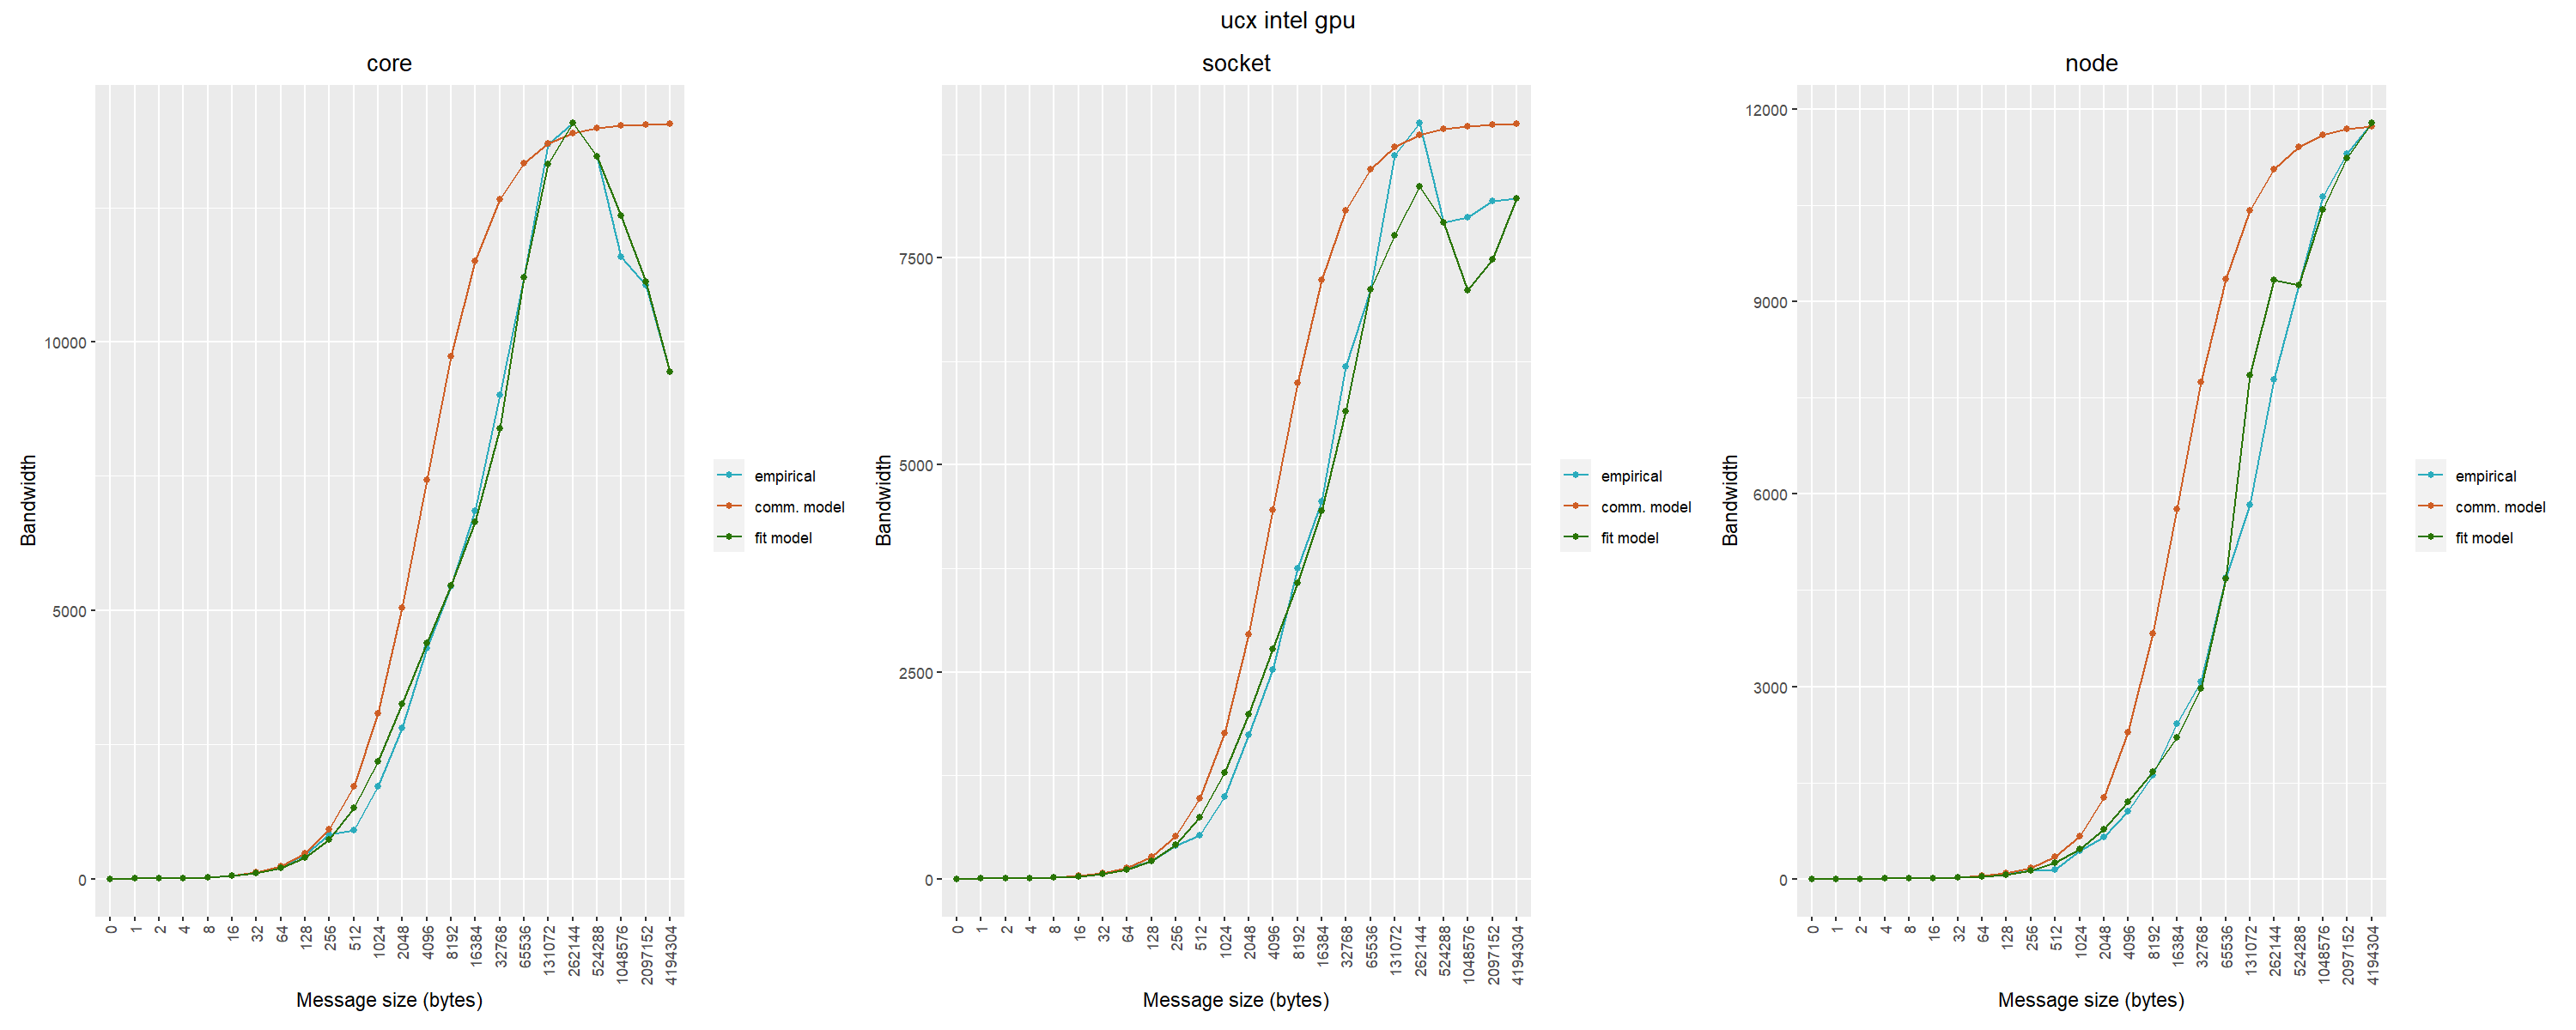 ucx intel gpu
core
Bandwidth
10000
5000
0
0 1 2 4 8 16 32 64 128 256 512 1024 2048 4096 8192 16384 32768 65536 131072 262144 524288 1048576 2097152 4194304
Message size (bytes)
empirical
comm. model
fit model
socket
Bandwidth
7500
5000
2500
0
0 1 2 4 8 16 32 64 128 256 512 1024 2048 4096 8192 16384 32768 65536 131072 262144 524288 1048576 2097152 4194304
Message size (bytes)
empirical
comm. model
fit model
node
Bandwidth
12000
9000
6000
3000
0
0 1 2 4 8 16 32 64 128 256 512 1024 2048 4096 8192 16384 32768 65536 131072 262144 524288 1048576 2097152 4194304
Message size (bytes)
empirical
comm. model
fit model